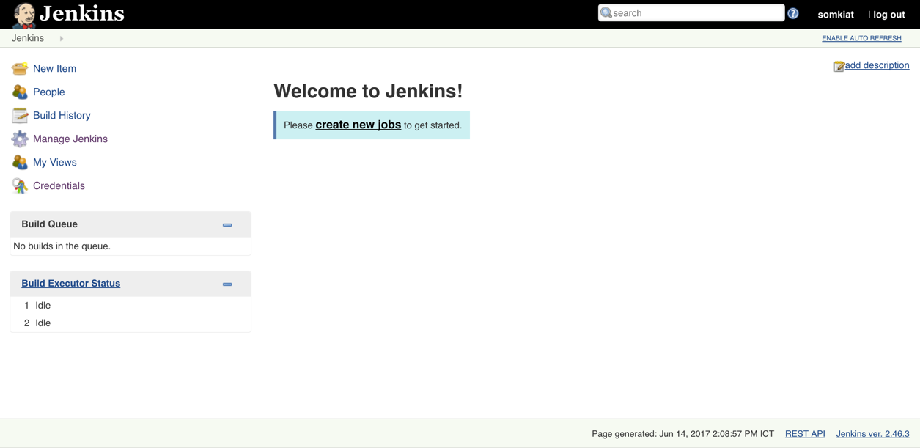 Jenkins
search
somkiat
log out
Jenkins
ENABLE AUTO REFRESH
New Item
People
Build History
Manage Jenkins
My Views
Credentials
add description
Welcome to Jenkins!
Please create new jobs to get started.
Build Queue
No builds in the queue.
Build Executor Status
1 Idle
2 Idle
Page generated: Jun 14, 2017 2:08:57 PM ICT REST API Jenkins ver. 2.46.3